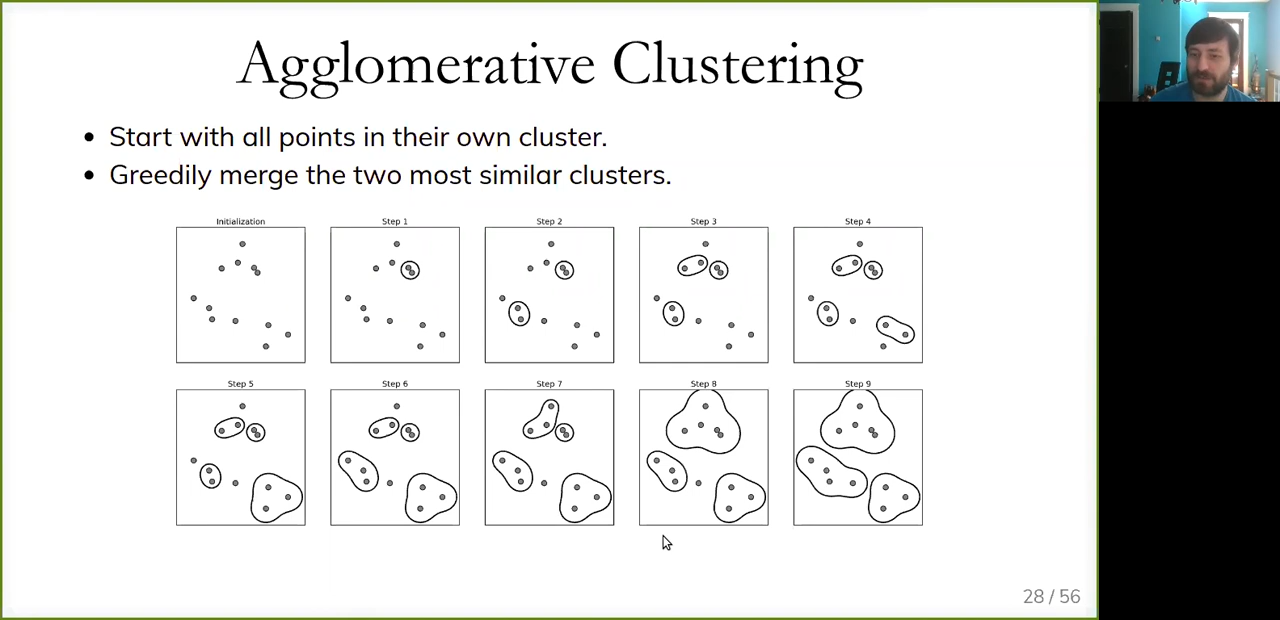 Agglomerative Clustering
• Start with all points in their own cluster.
• Greedily merge the two most similar clusters.
Initialization
Step 1
Step 2
Step 3
Step 4
Step 5
Step 6
Step 7
Step 8
Step 9
28 / 56